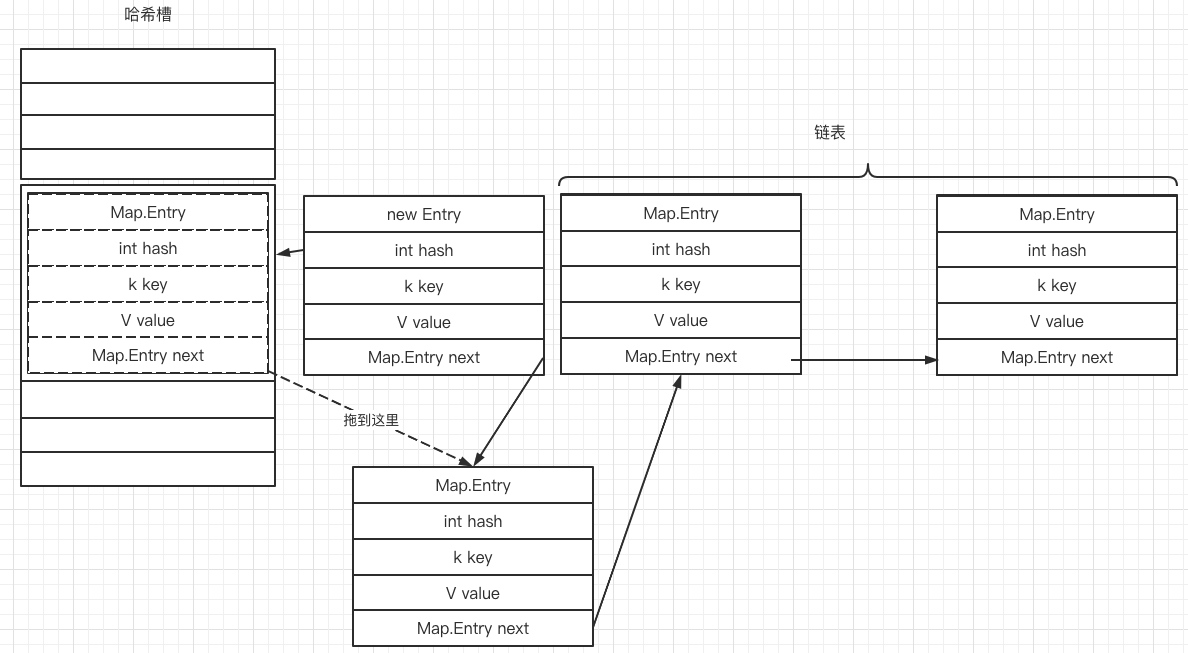 哈希槽
链表
Map.Entry
int hash
k key
V value
Map.Entry next
new Entry
int hash
k key
V value
Map.Entry next
Map.Entry
int hash
k key
V value
Map.Entry next
Map.Entry
int hash
k key
V value
Map.Entry next
拖到这里
Map.Entry
int hash
k key
V value
Map.Entry next